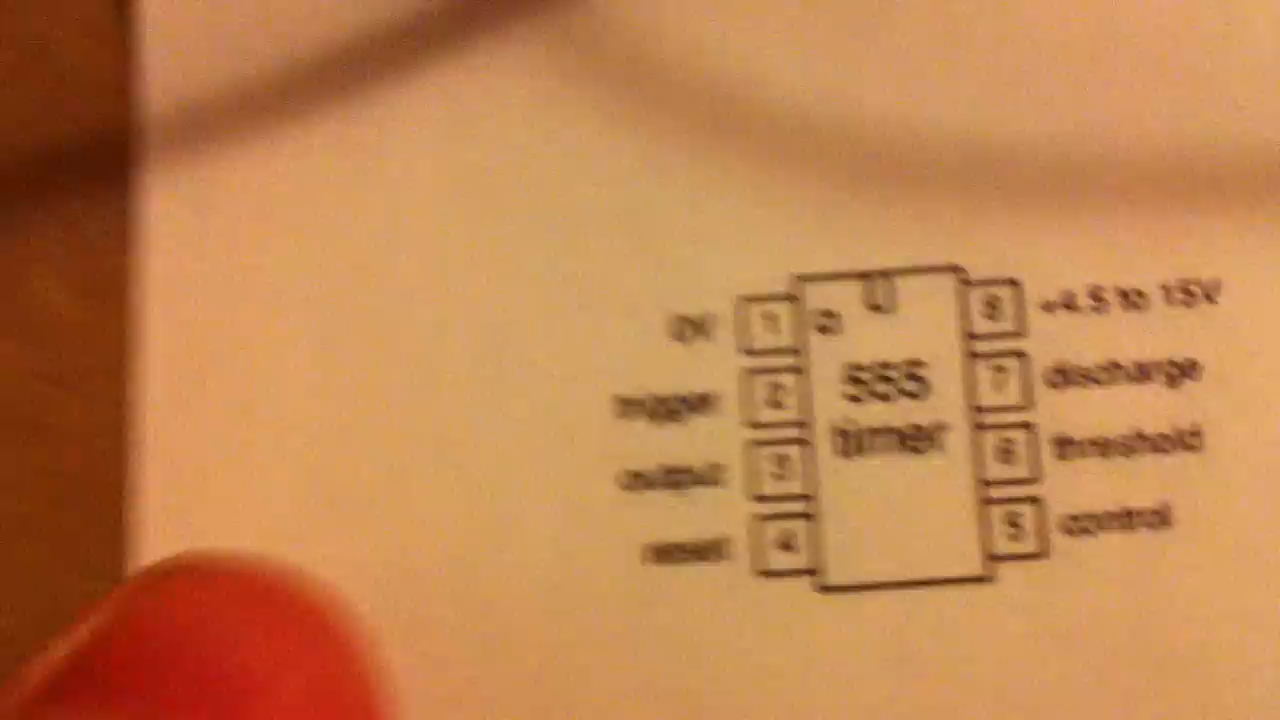 0V 1 8 +4.5 to 15V
trigger 2 7 discharge
555
timer
output 3 6 threshold
reset 4 5 control